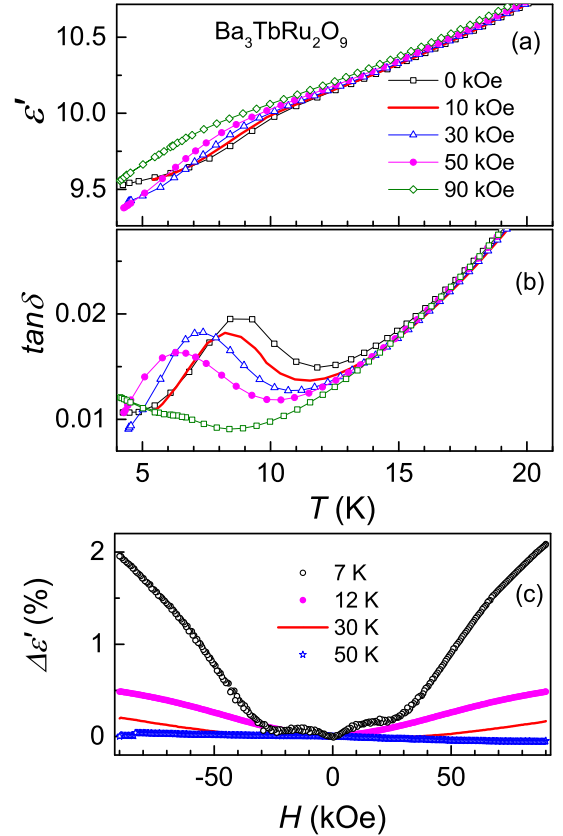 Ba₃TbRu₂O₉
(a)
10.5
10.0
9.5
ε'
0 kOe
10 kOe
30 kOe
50 kOe
90 kOe
(b)
0.02
0.01
tanδ
5 10 15 20
T (K)
(c)
2
1
0
Δε' (%)
7 K
12 K
30 K
50 K
-50 0 50
H (kOe)